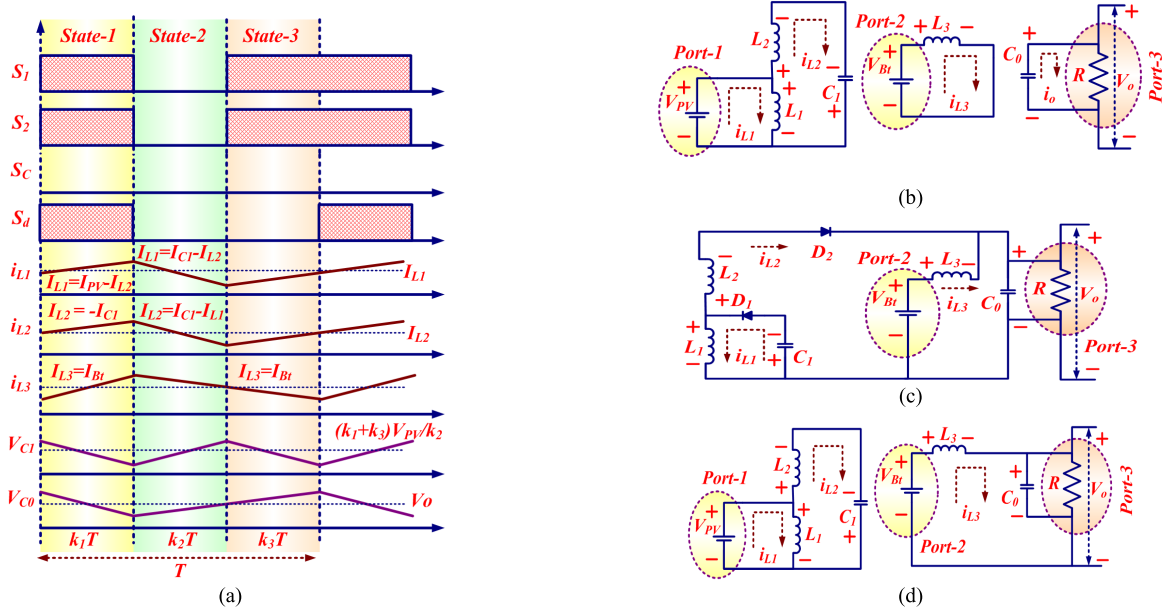 State-1 State-2 State-3
S1
S2
SC
Sd
iL1
IL1=IC1-IL2
IL1=IPV-IL2
IL1
iL2
IL2 = -IC1
IL2=IC1-IL1
IL2
iL3
IL3=IBt
IL3=IBt
VC1
(k1+k3)VPV/k2
VC0
VO
k1T k2T k3T
T
(a)
Port-1
VPV
+
−
iL1
L2
−
+
iL2
+
L1
−
−
C1
+
Port-2
+
VBt
−
+ L3 −
iL3
+
C0
−
io
R
+
Vo
−
Port-3
(b)
iL2
D2
−
L2
+
D1
+
L1
−
iL1
−
C1
+
Port-2
+
VBt
−
+ L3 −
iL3
+
C0
−
R
+
Vo
−
Port-3
(c)
Port-1
+
VPV
−
iL1
−
L2
iL2
+
L1
−
−
C1
+
+ L3 −
+
VBt
−
Port-2
iL3
+
C0
−
R
+
Vo
−
Port-3
(d)